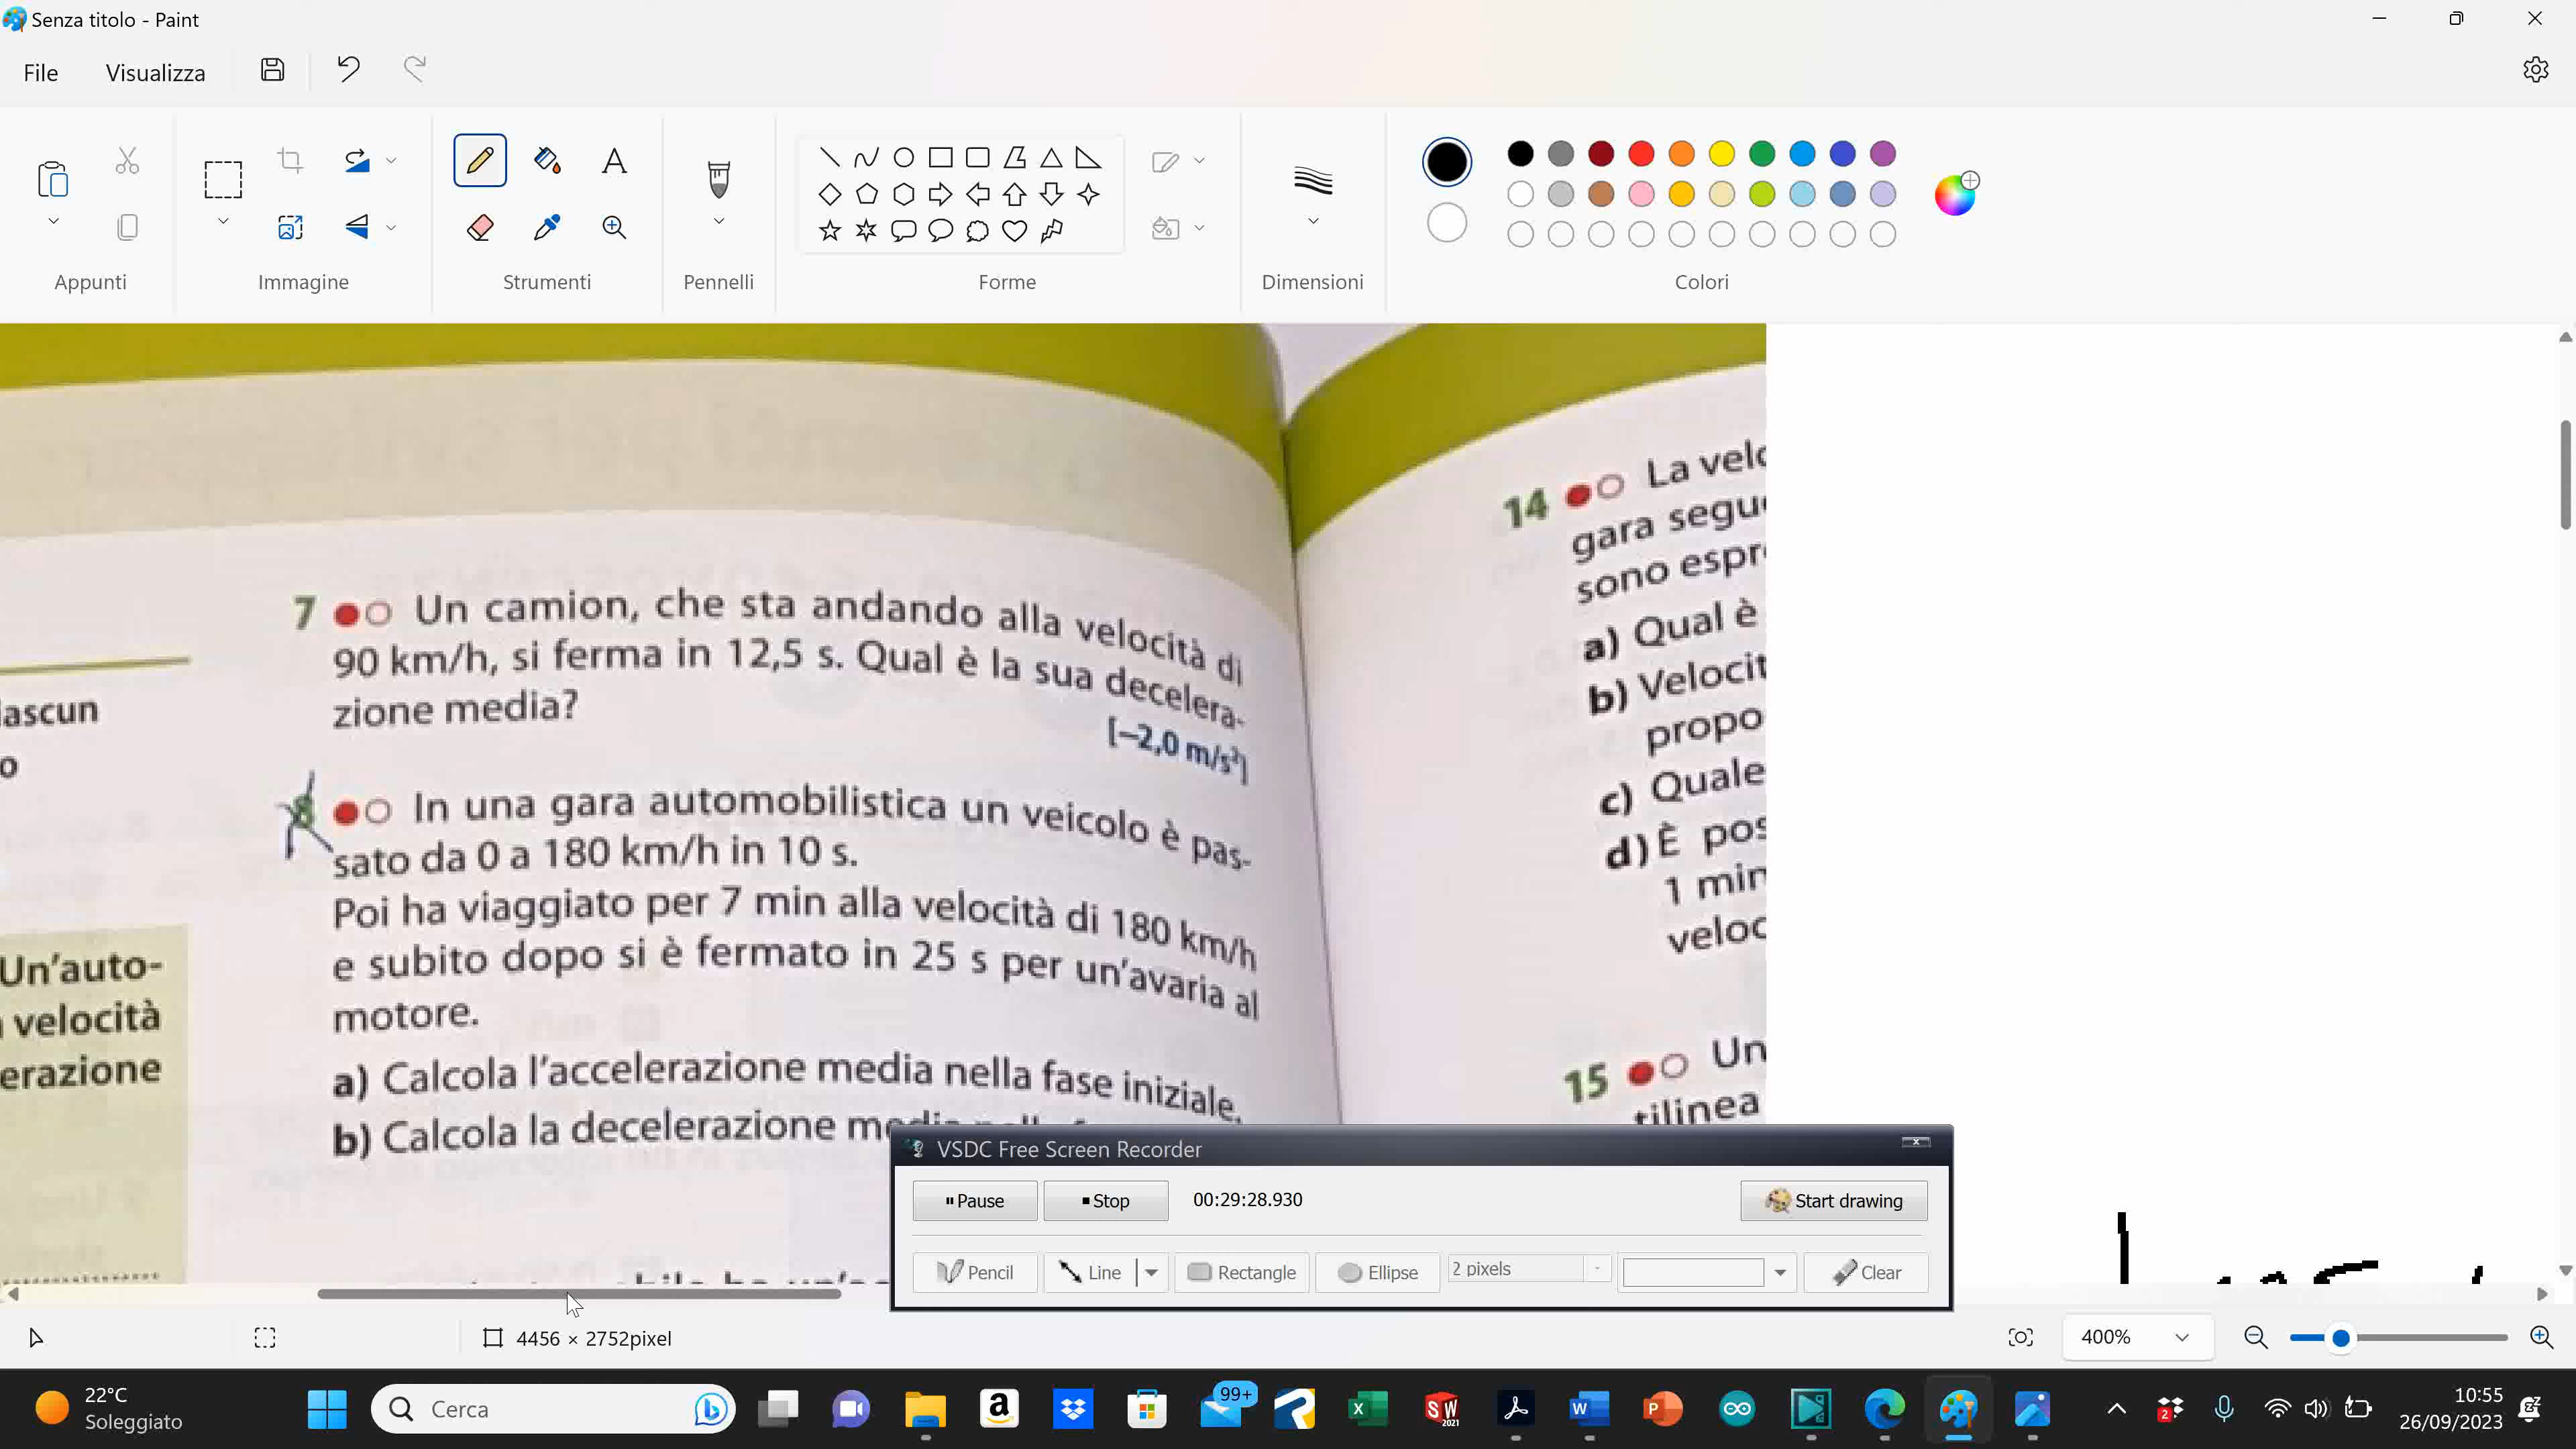 Senza titolo - Paint
File
Visualizza
Appunti
Immagine
Strumenti
Pennelli
Forme
Dimensioni
Colori
ascun
o
Un'auto-
velocità
erazione
7 Un camion, che sta andando alla velocità di
90 km/h, si ferma in 12,5 s. Qual è la sua decelera-
zione media?
[–2,0 m/s²]
8 In una gara automobilistica un veicolo è pas-
sato da 0 a 180 km/h in 10 s.
Poi ha viaggiato per 7 min alla velocità di 180 km/h
e subito dopo si è fermato in 25 s per un'avaria al
motore.
a) Calcola l'accelerazione media nella fase iniziale.
b) Calcola la decelerazione
14 La velo
gara segu
sono espr
a) Qual è
b) Velocit
propo
c) Quale
d) È pos
1 min
veloc
15 Un
tilinea
VSDC Free Screen Recorder
Pause
Stop
00:29:28.930
Start drawing
Pencil
Line
Rectangle
Ellipse
2 pixels
Clear
4456 × 2752pixel
400%
22°C
Soleggiato
Cerca
99+
SW
2021
10:55
26/09/2023